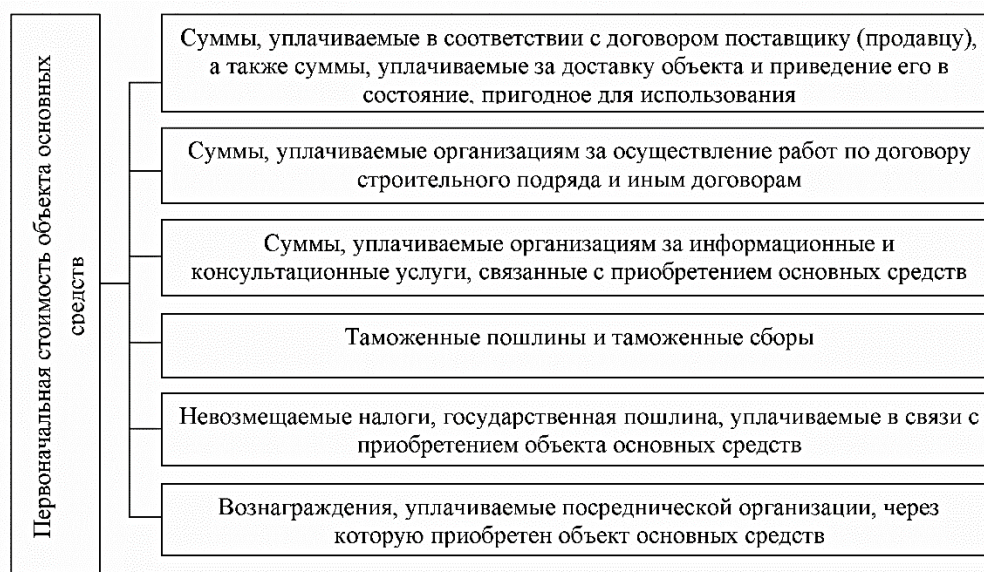 Первоначальная стоимость объекта основных
средств
Суммы, уплачиваемые в соответствии с договором поставщику (продавцу),
а также суммы, уплачиваемые за доставку объекта и приведение его в
состояние, пригодное для использования
Суммы, уплачиваемые организациям за осуществление работ по договору
строительного подряда и иным договорам
Суммы, уплачиваемые организациям за информационные и
консультационные услуги, связанные с приобретением основных средств
Таможенные пошлины и таможенные сборы
Невозмещаемые налоги, государственная пошлина, уплачиваемые в связи с
приобретением объекта основных средств
Вознаграждения, уплачиваемые посреднической организации, через
которую приобретен объект основных средств